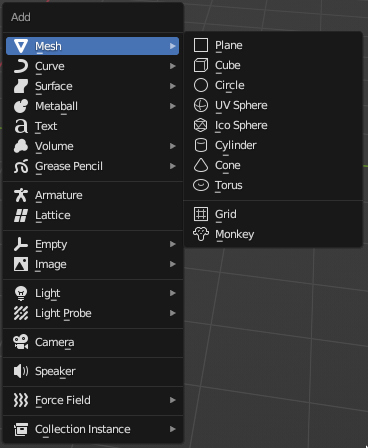 Add
Mesh
Curve
Surface
Metaball
Text
Volume
Grease Pencil
Armature
Lattice
Empty
Image
Light
Light Probe
Camera
Speaker
Force Field
Collection Instance
Plane
Cube
Circle
UV Sphere
Ico Sphere
Cylinder
Cone
Torus
Grid
Monkey